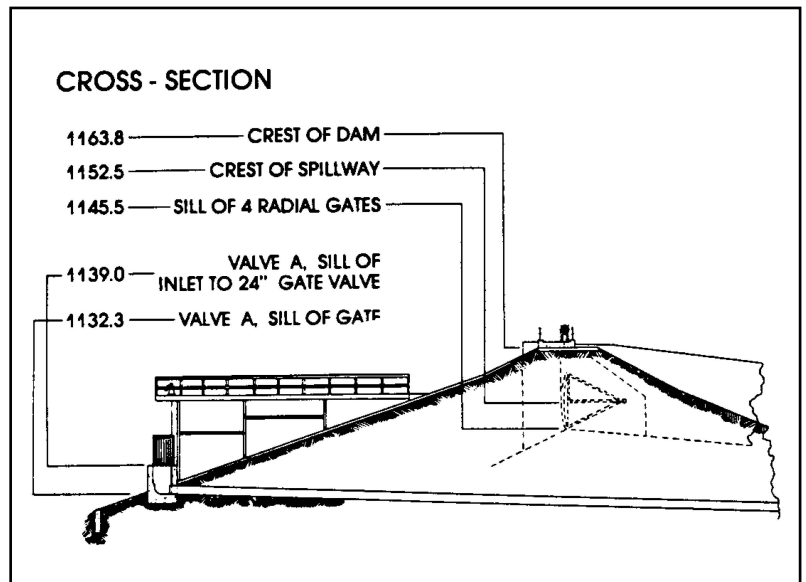 CROSS - SECTION
1163.8 CREST OF DAM
1152.5 CREST OF SPILLWAY
1145.5 SILL OF 4 RADIAL GATES
1139.0 VALVE A, SILL OF
INLET TO 24" GATE VALVE
1132.3 VALVE A, SILL OF GATE